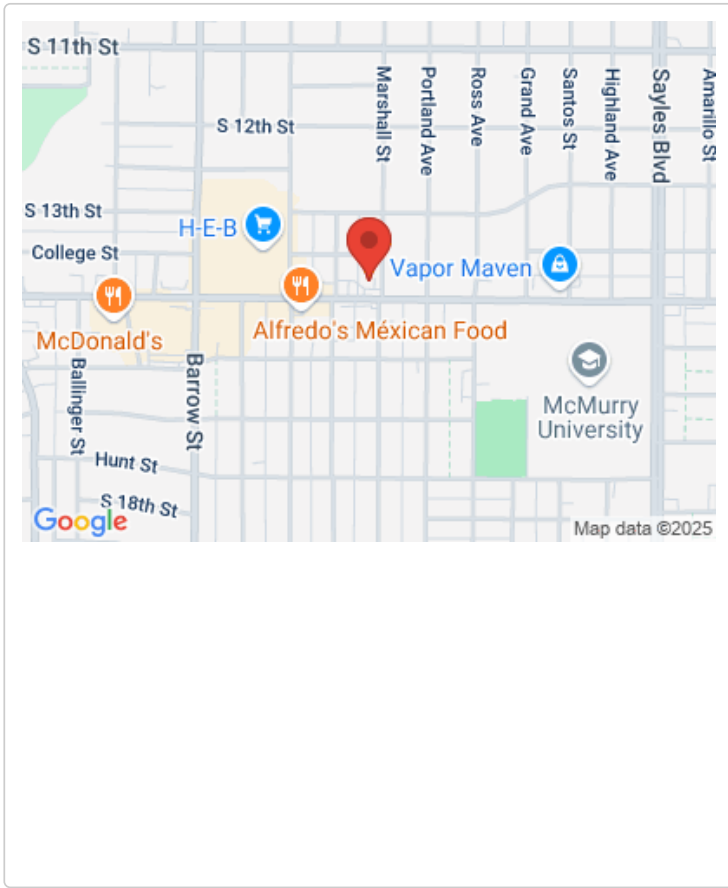 S 11th St
Marshall St
Portland Ave
Ross Ave
Grand Ave
Santos St
Highland Ave
Sayles Blvd
Amarillo St
S 12th St
S 13th St
H-E-B
College St
Vapor Maven
McDonald's
Alfredo's Méxican Food
Ballinger St
Barrow St
McMurry
University
Hunt St
S 18th St
Google
Map data ©2025